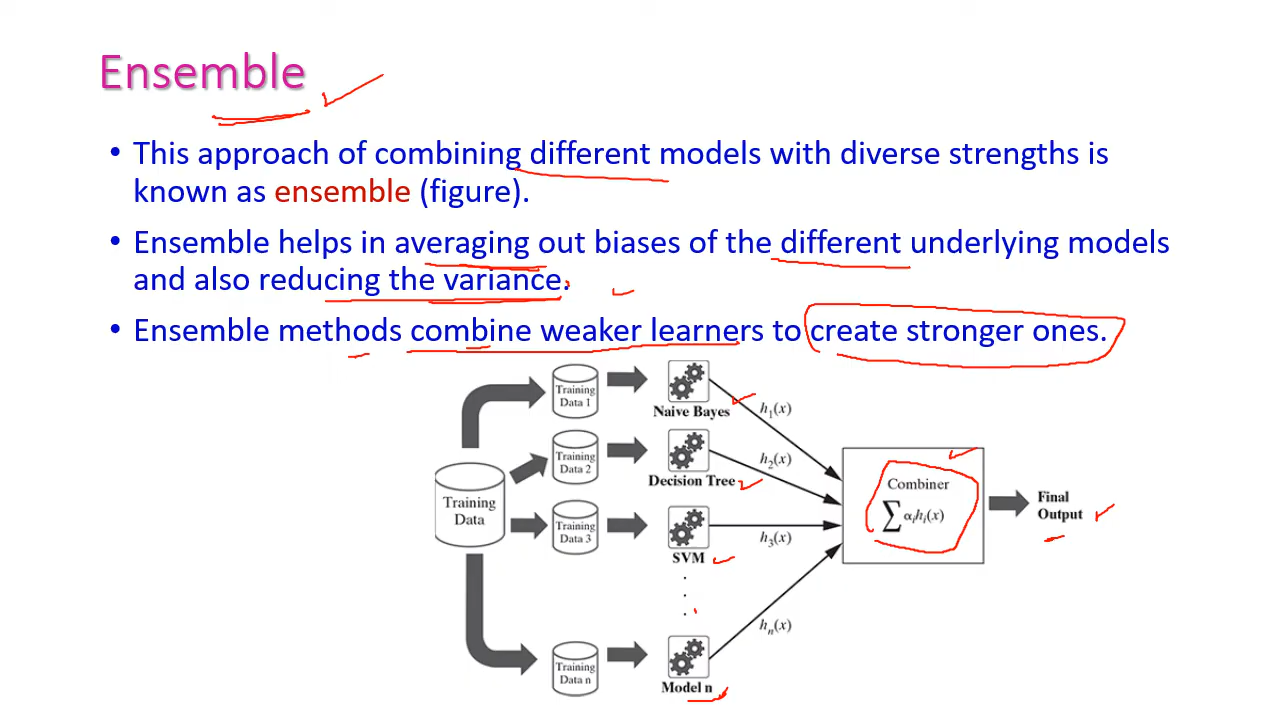 Ensemble
• This approach of combining different models with diverse strengths is
known as ensemble (figure).
• Ensemble helps in averaging out biases of the different underlying models
and also reducing the variance.
• Ensemble methods combine weaker learners to create stronger ones.
Training
Data
Training
Data 1
Naive Bayes
h₁(x)
Training
Data 2
Decision Tree
h₂(x)
Training
Data 3
SVM
h₃(x)
Training
Data n
Model n
hₙ(x)
Combiner
∑ αᵢhᵢ(x)
Final
Output